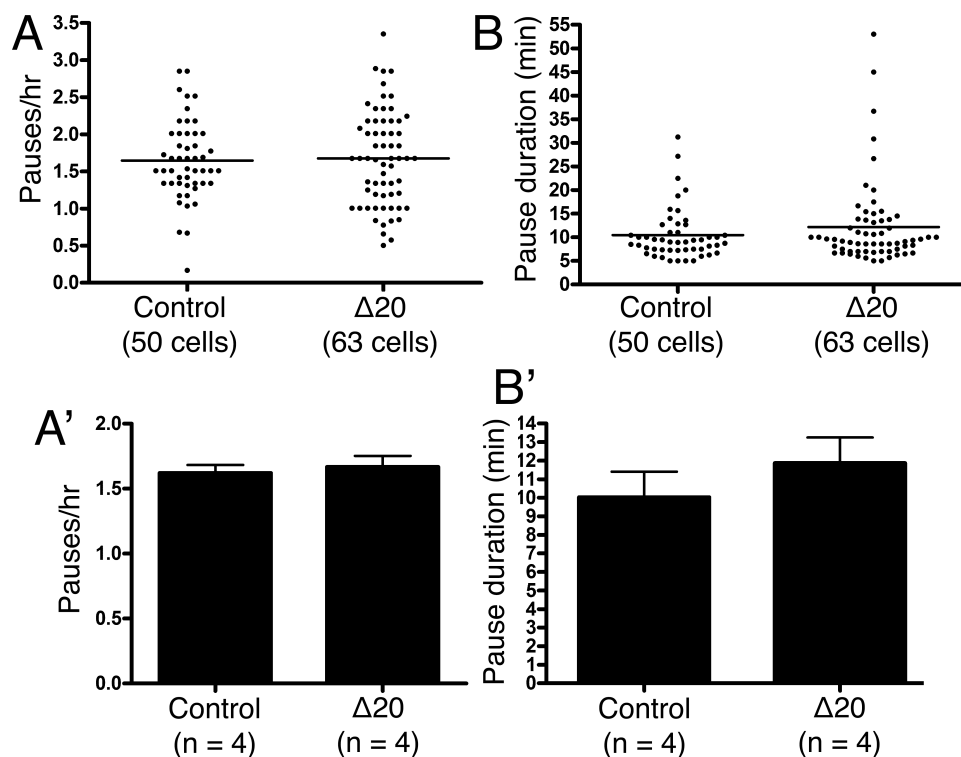 A
Pauses/hr
3.5
3.0
2.5
2.0
1.5
1.0
0.5
0.0
Control
(50 cells)
Δ20
(63 cells)
B
Pause duration (min)
55
50
45
40
35
30
25
20
15
10
5
0
Control
(50 cells)
Δ20
(63 cells)
A’
Pauses/hr
2.0
1.5
1.0
0.5
0.0
Control
(n = 4)
Δ20
(n = 4)
B’
Pause duration (min)
14
13
12
11
10
9
8
7
6
5
4
3
2
1
0
Control
(n = 4)
Δ20
(n = 4)